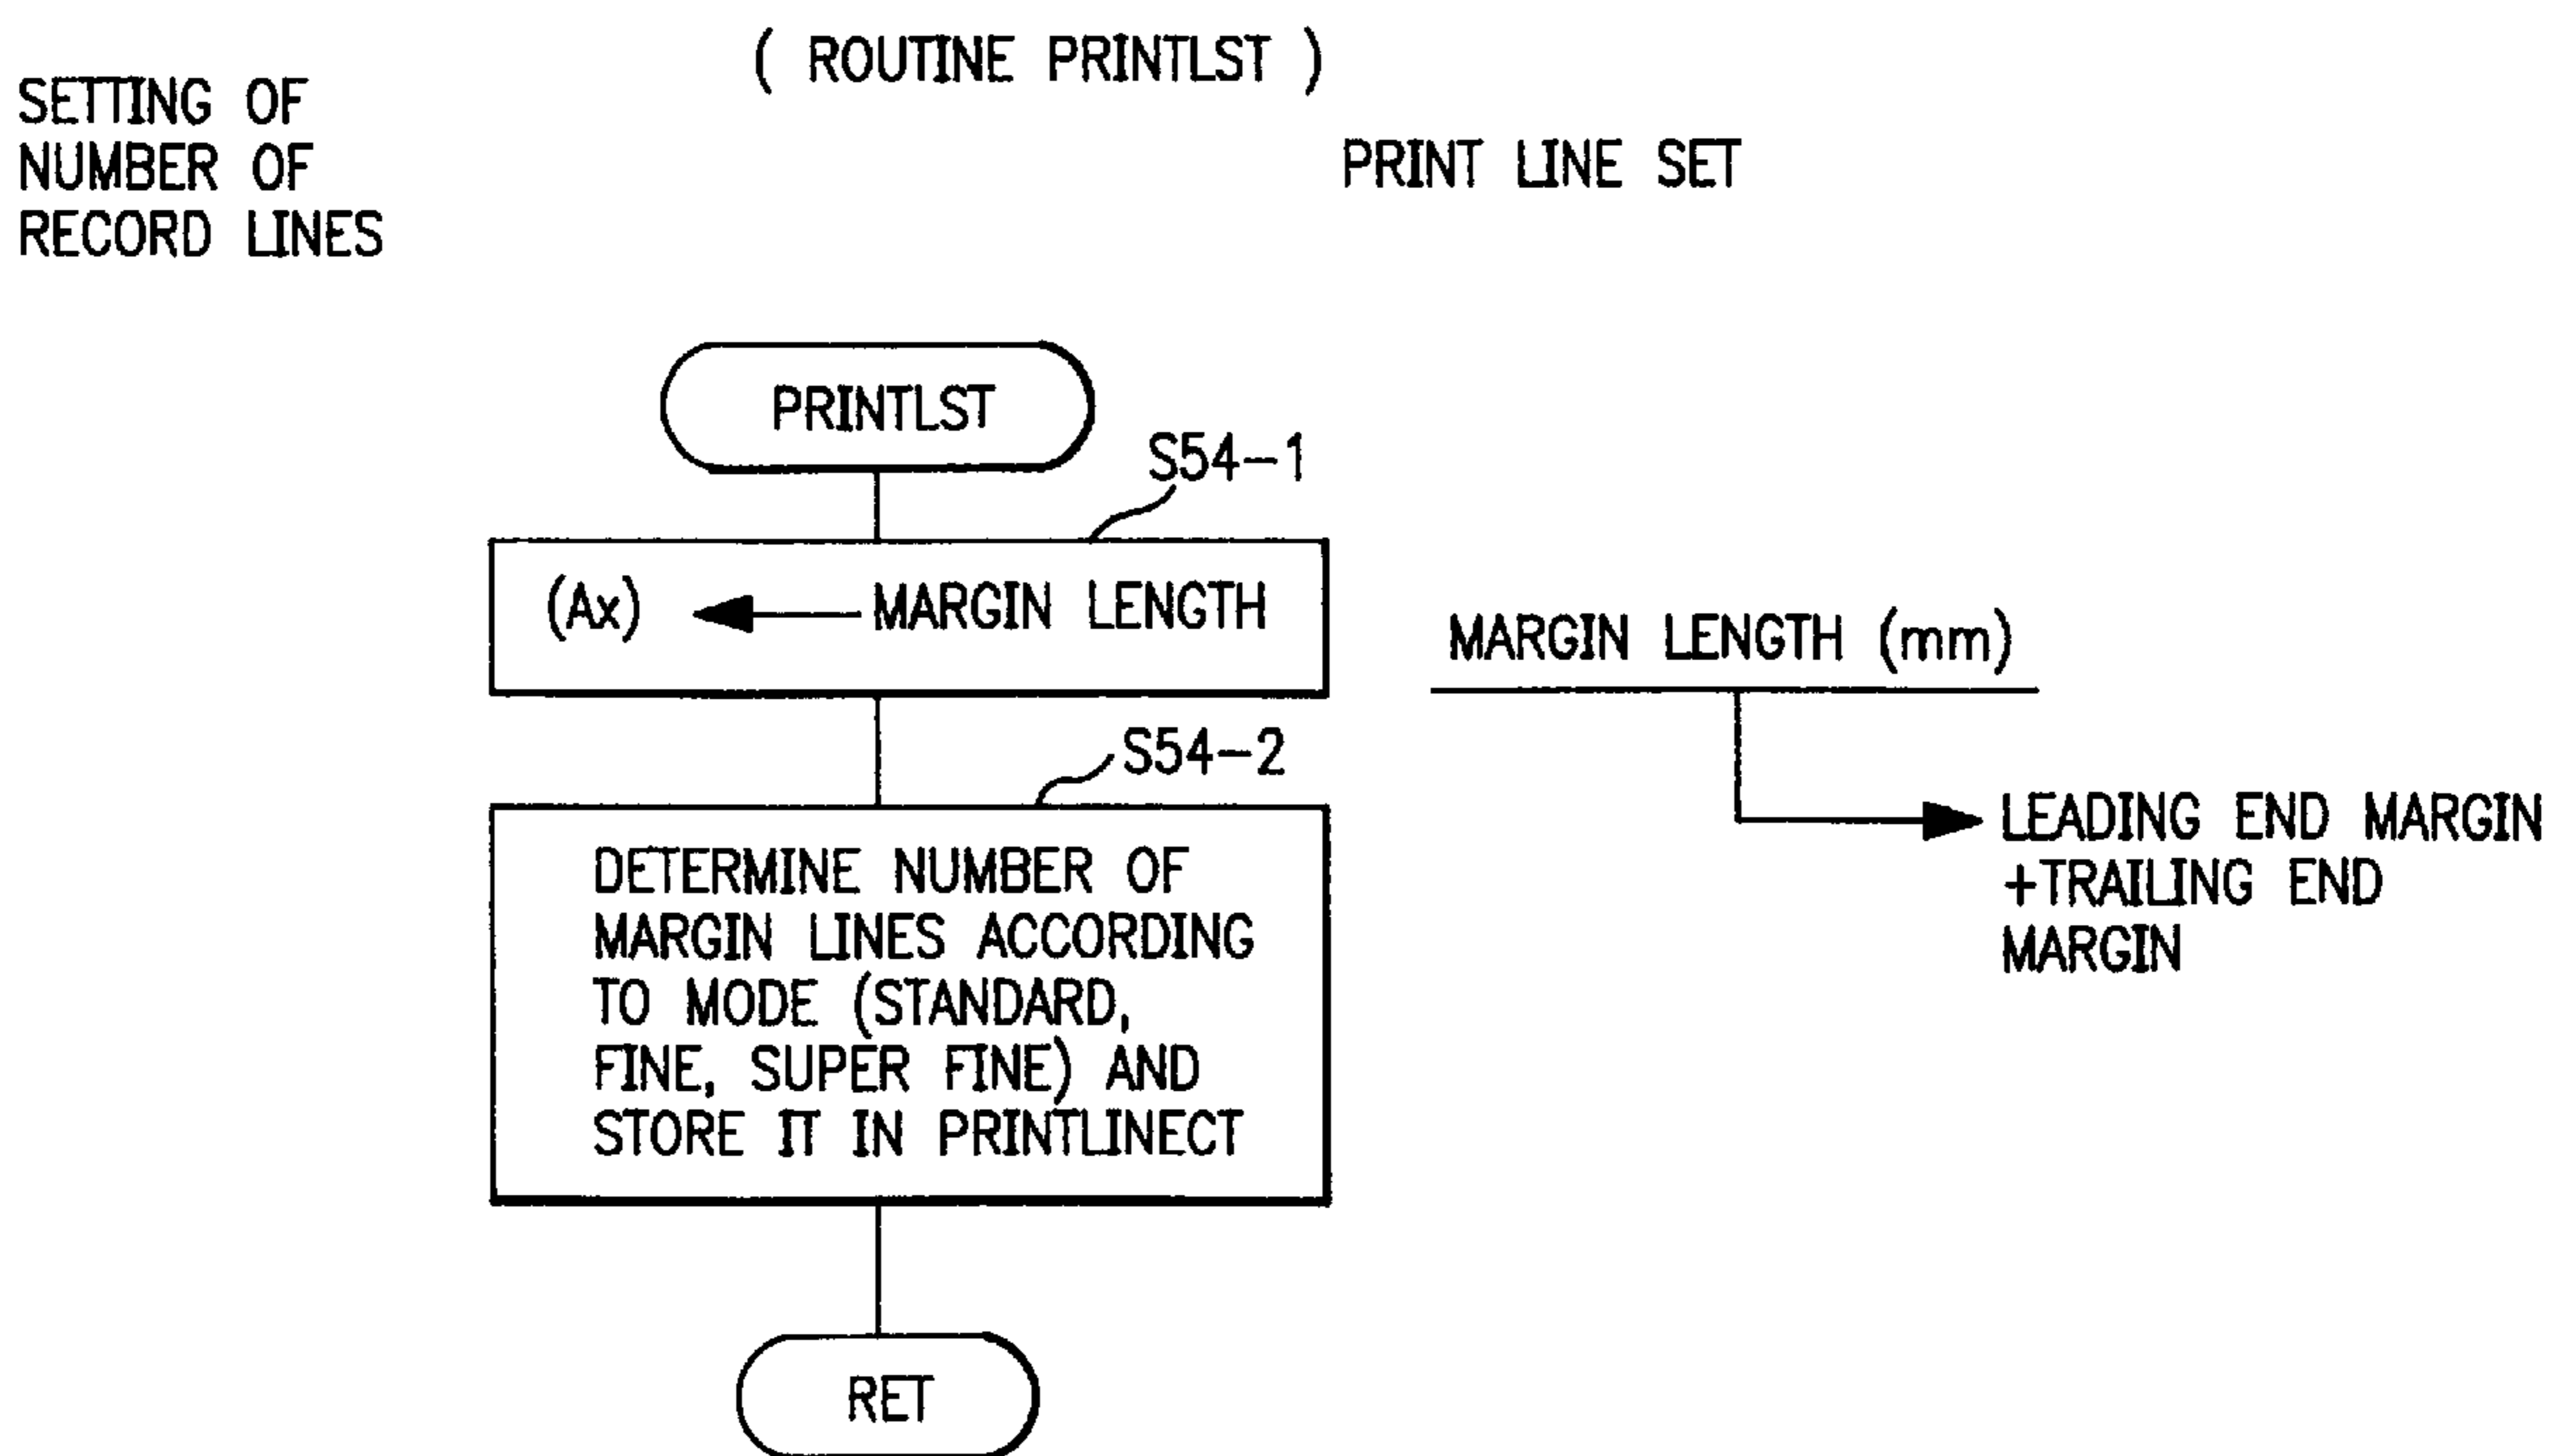 ( ROUTINE PRINTLST )
SETTING OF
NUMBER OF
RECORD LINES
PRINT LINE SET
PRINTLST
S54-1
(Ax) ← MARGIN LENGTH
MARGIN LENGTH (mm)
LEADING END MARGIN
+TRAILING END
MARGIN
S54-2
DETERMINE NUMBER OF
MARGIN LINES ACCORDING
TO MODE (STANDARD,
FINE, SUPER FINE) AND
STORE IT IN PRINTLINECT
RET